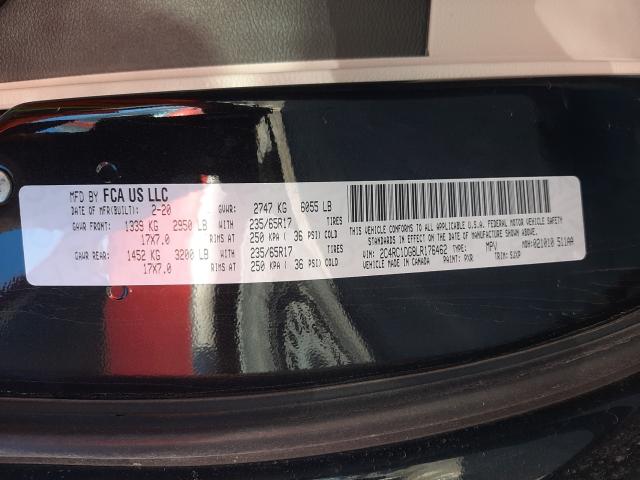 MFD BY FCA US LLC
DATE OF MFR(BUILT): 2-20 GVWR: 2747 KG 6055 LB
GAWR FRONT: 1339 KG 2950 LB WITH 235/65R17 TIRES
17X7.0 RIMS AT 250 KPA ( 36 PSI) COLD
GAWR REAR: 1452 KG 3200 LB WITH 235/65R17 TIRES
17X7.0 RIMS AT 250 KPA ( 36 PSI) COLD
THIS VEHICLE CONFORMS TO ALL APPLICABLE U.S.A. FEDERAL MOTOR VEHICLE SAFETY
STANDARDS IN EFFECT ON THE DATE OF MANUFACTURE SHOWN ABOVE.
VIN: 2C4RC1DG8LR176462 TYPE: MPV MDH: 021010 511AA
VEHICLE MADE IN CANADA PAINT: PXR TRIM: